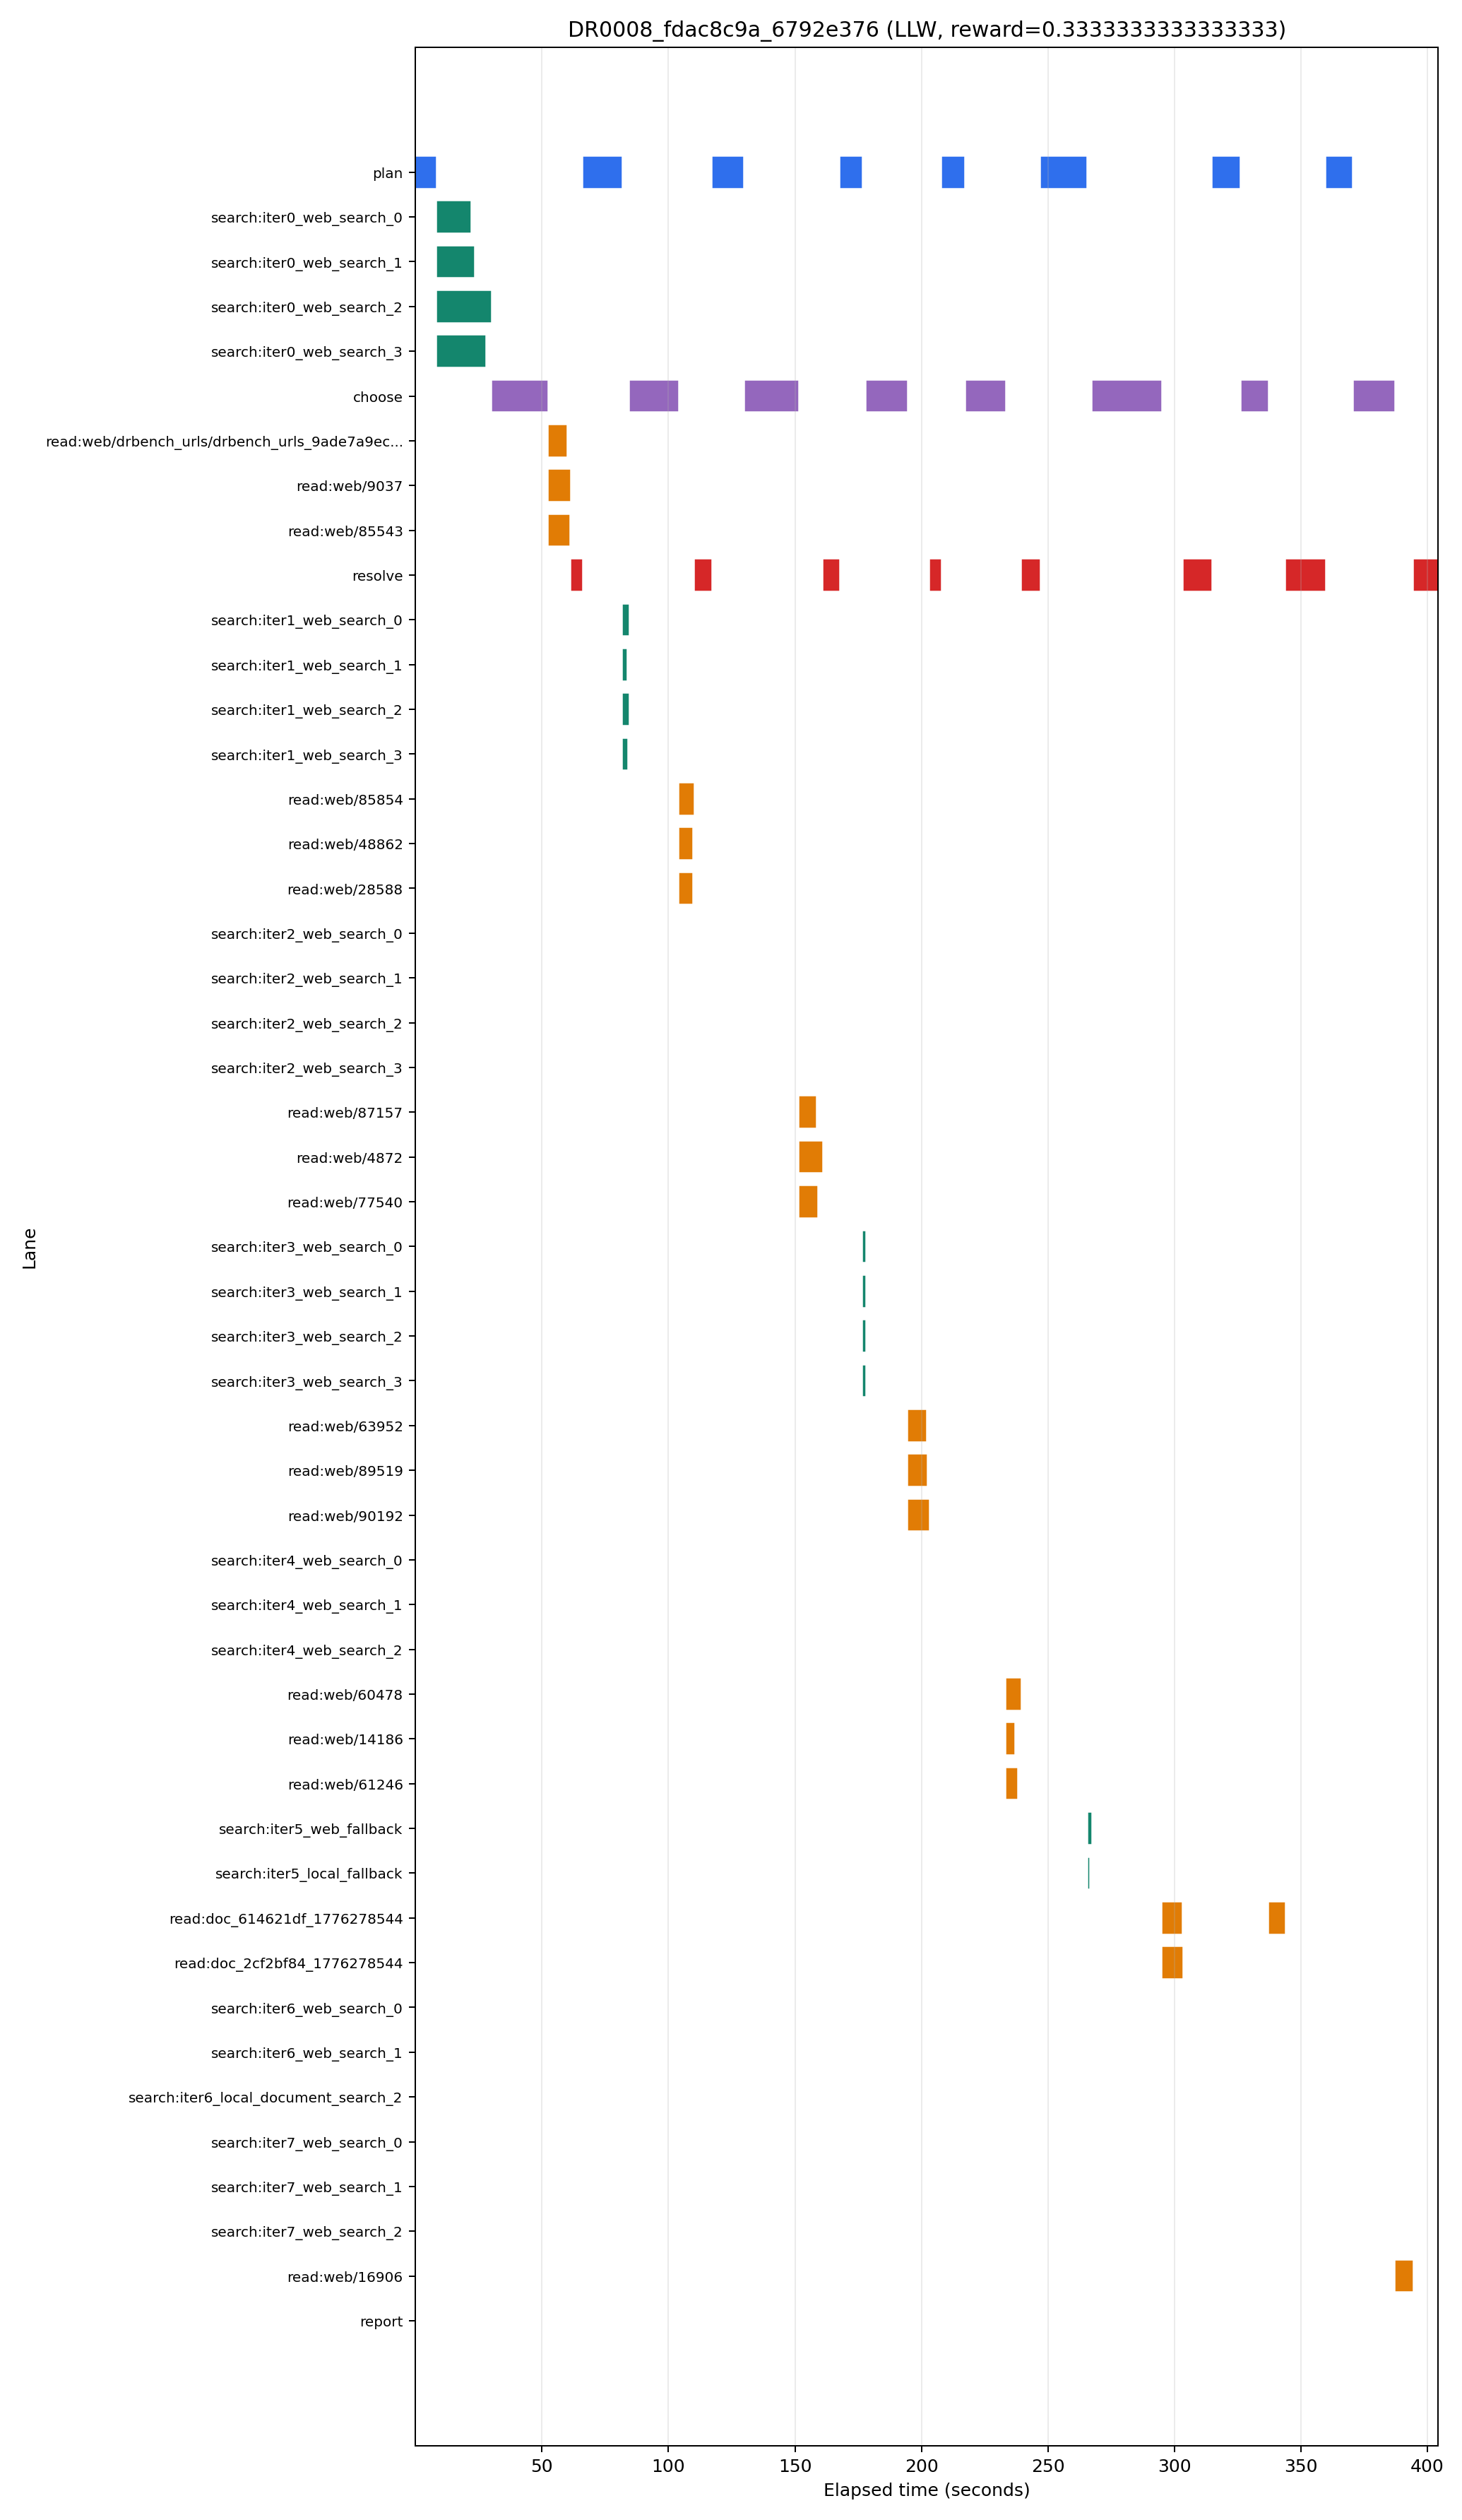 DR0008_fdac8c9a_6792e376 (LLW, reward=0.3333333333333333)
plan
search:iter0_web_search_0
search:iter0_web_search_1
search:iter0_web_search_2
search:iter0_web_search_3
choose
read:web/drbench_urls/drbench_urls_9ade7a9ec...
read:web/9037
read:web/85543
resolve
search:iter1_web_search_0
search:iter1_web_search_1
search:iter1_web_search_2
search:iter1_web_search_3
read:web/85854
read:web/48862
read:web/28588
search:iter2_web_search_0
search:iter2_web_search_1
search:iter2_web_search_2
search:iter2_web_search_3
read:web/87157
read:web/4872
read:web/77540
search:iter3_web_search_0
search:iter3_web_search_1
search:iter3_web_search_2
search:iter3_web_search_3
read:web/63952
read:web/89519
read:web/90192
search:iter4_web_search_0
search:iter4_web_search_1
search:iter4_web_search_2
read:web/60478
read:web/14186
read:web/61246
search:iter5_web_fallback
search:iter5_local_fallback
read:doc_614621df_1776278544
read:doc_2cf2bf84_1776278544
search:iter6_web_search_0
search:iter6_web_search_1
search:iter6_local_document_search_2
search:iter7_web_search_0
search:iter7_web_search_1
search:iter7_web_search_2
read:web/16906
report
Lane
50 100 150 200 250 300 350 400
Elapsed time (seconds)